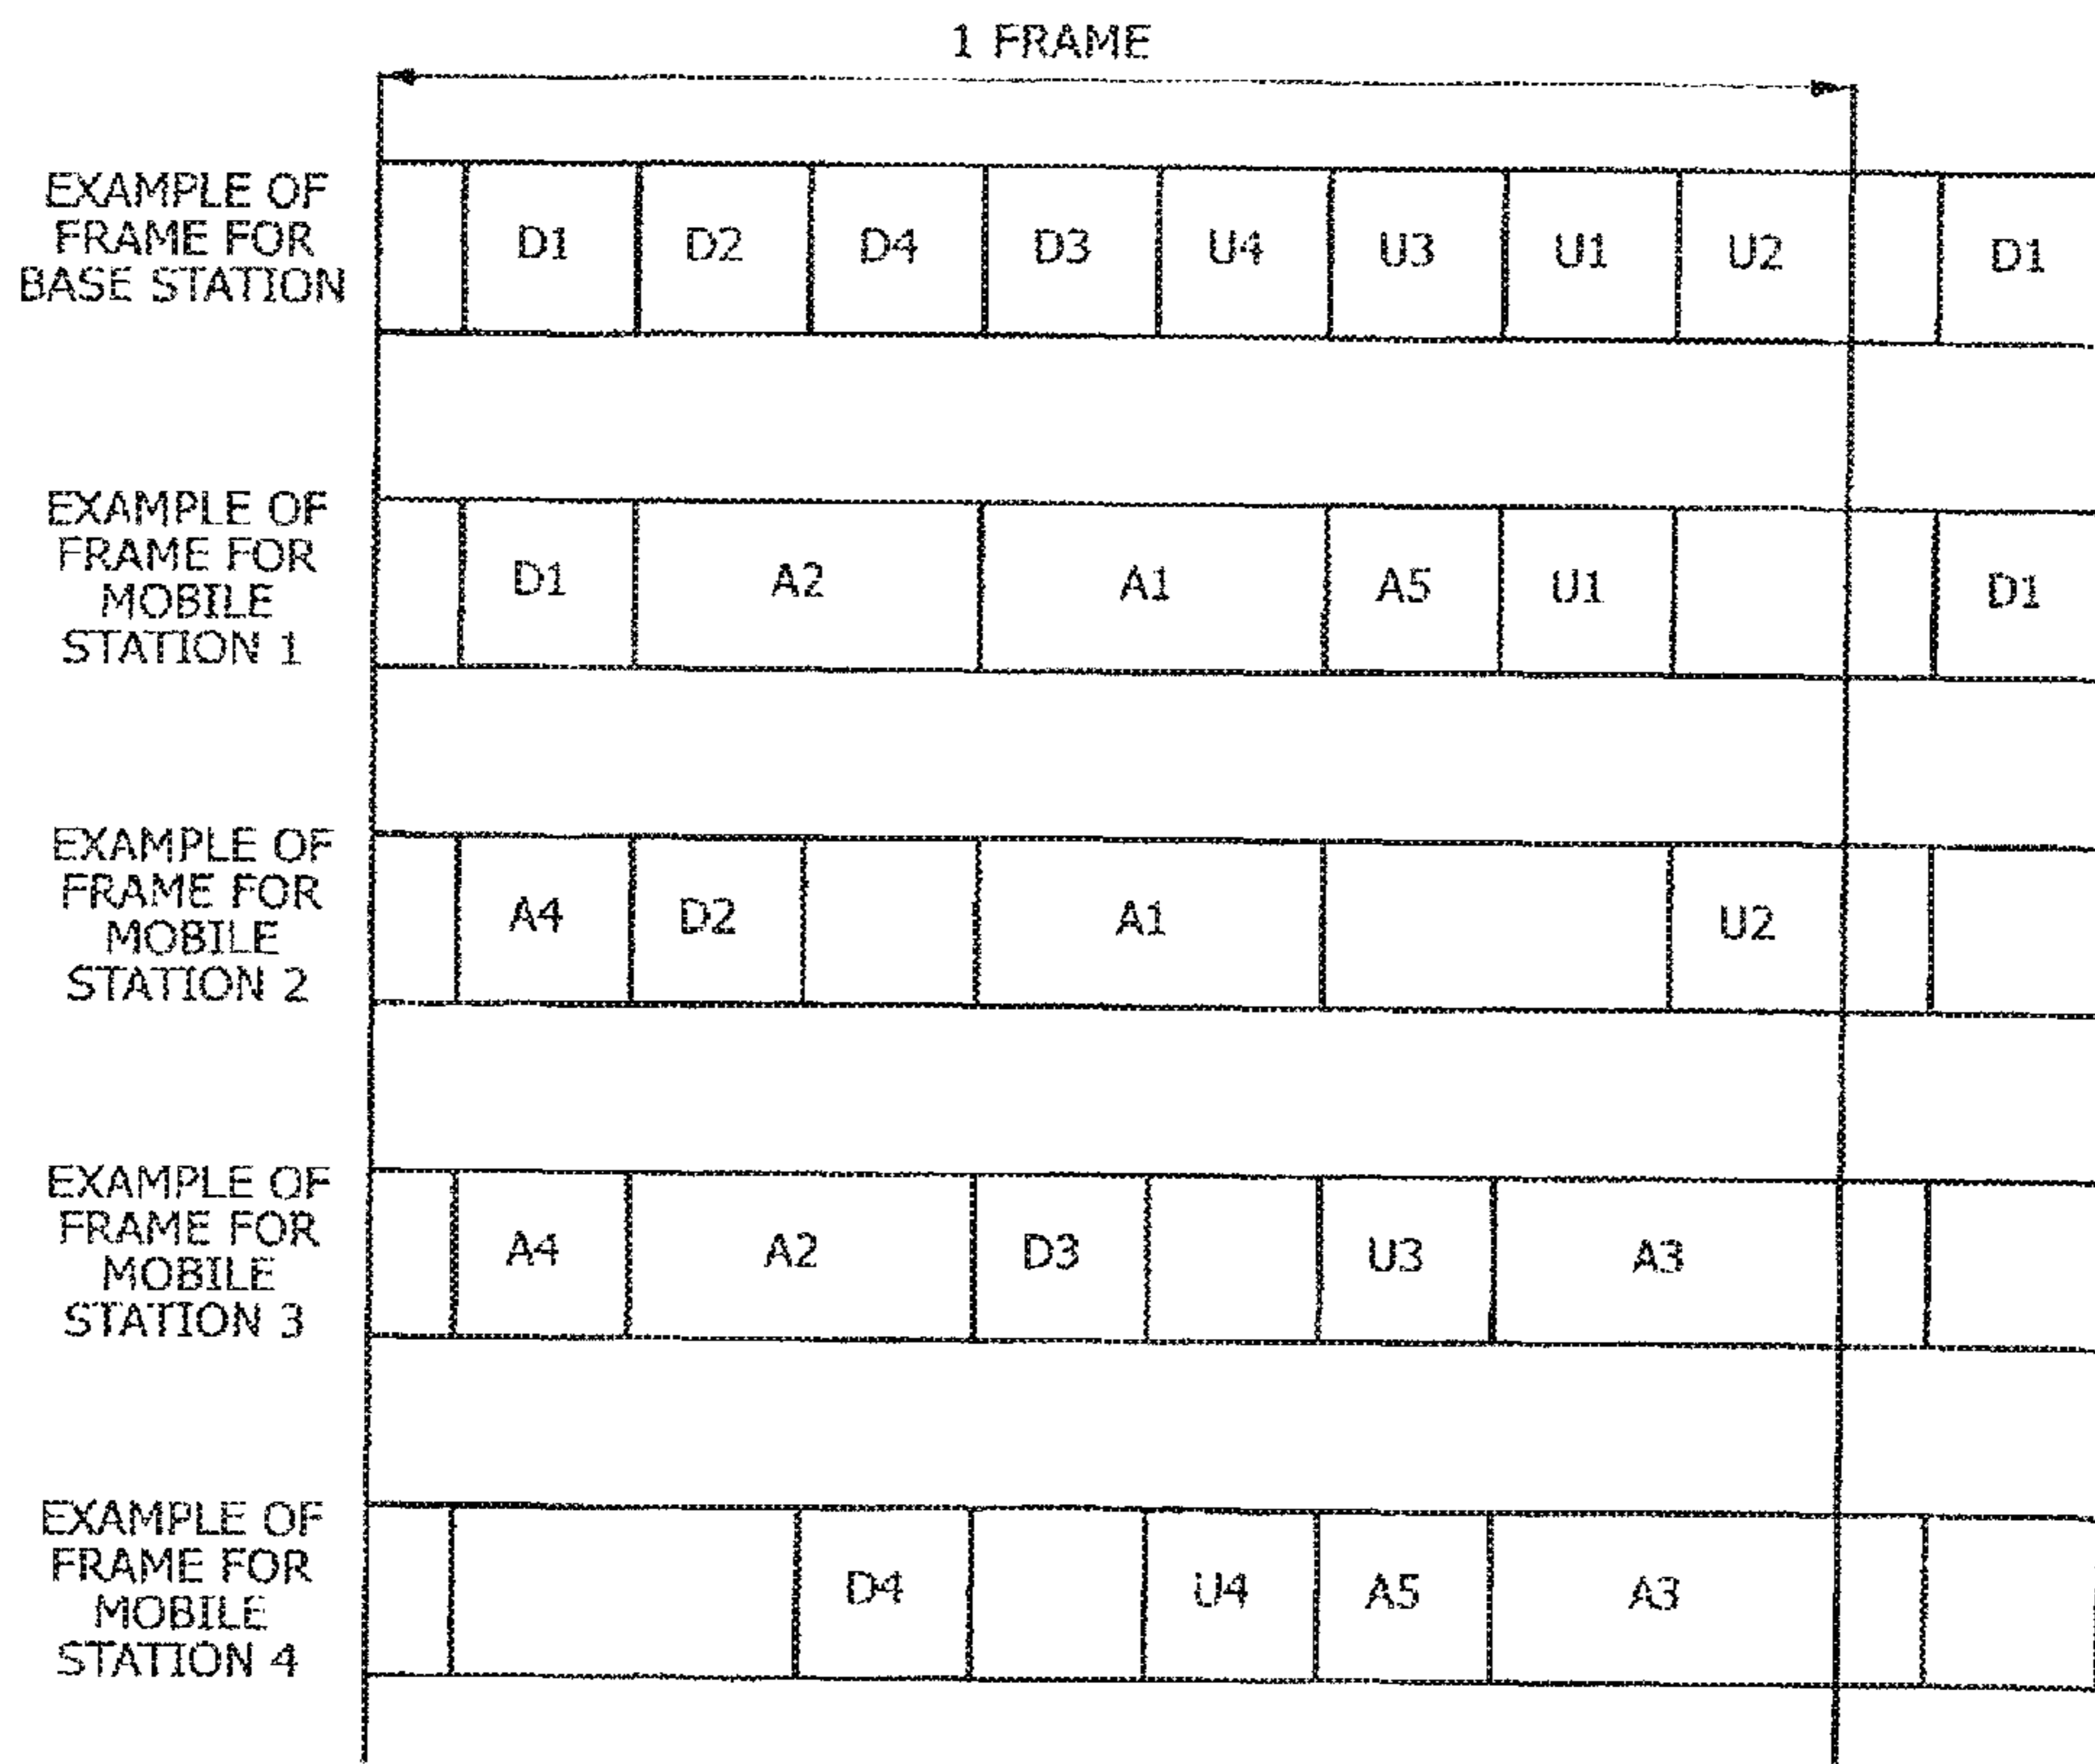 1 FRAME
EXAMPLE OF
FRAME FOR
BASE STATION
D1 D2 D4 D3 U4 U3 U1 U2 D1
EXAMPLE OF
FRAME FOR
MOBILE
STATION 1
D1 A2 A1 A5 U1 D1
EXAMPLE OF
FRAME FOR
MOBILE
STATION 2
A4 D2 A1 U2
EXAMPLE OF
FRAME FOR
MOBILE
STATION 3
A4 A2 D3 U3 A3
EXAMPLE OF
FRAME FOR
MOBILE
STATION 4
D4 U4 A5 A3